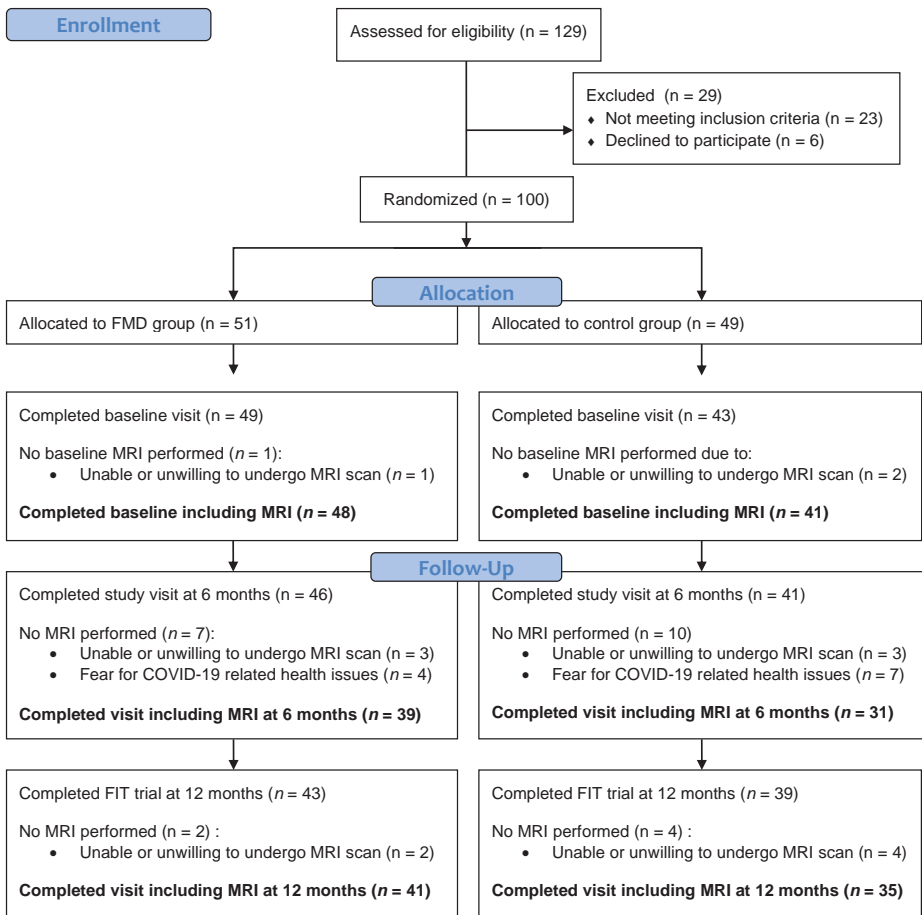 Enrollment
Assessed for eligibility (n = 129)
Excluded (n = 29)
♦ Not meeting inclusion criteria (n = 23)
♦ Declined to participate (n = 6)
Randomized (n = 100)
Allocation
Allocated to FMD group (n = 51)
Allocated to control group (n = 49)
Completed baseline visit (n = 49)
No baseline MRI performed (n = 1):
• Unable or unwilling to undergo MRI scan (n = 1)
Completed baseline including MRI (n = 48)
Completed baseline visit (n = 43)
No baseline MRI performed due to:
• Unable or unwilling to undergo MRI scan (n = 2)
Completed baseline including MRI (n = 41)
Follow-Up
Completed study visit at 6 months (n = 46)
No MRI performed (n = 7):
• Unable or unwilling to undergo MRI scan (n = 3)
• Fear for COVID-19 related health issues (n = 4)
Completed visit including MRI at 6 months (n = 39)
Completed study visit at 6 months (n = 41)
No MRI performed (n = 10)
• Unable or unwilling to undergo MRI scan (n = 3)
• Fear for COVID-19 related health issues (n = 7)
Completed visit including MRI at 6 months (n = 31)
Completed FIT trial at 12 months (n = 43)
No MRI performed (n = 2) :
• Unable or unwilling to undergo MRI scan (n = 2)
Completed visit including MRI at 12 months (n = 41)
Completed FIT trial at 12 months (n = 39)
No MRI performed (n = 4) :
• Unable or unwilling to undergo MRI scan (n = 4)
Completed visit including MRI at 12 months (n = 35)